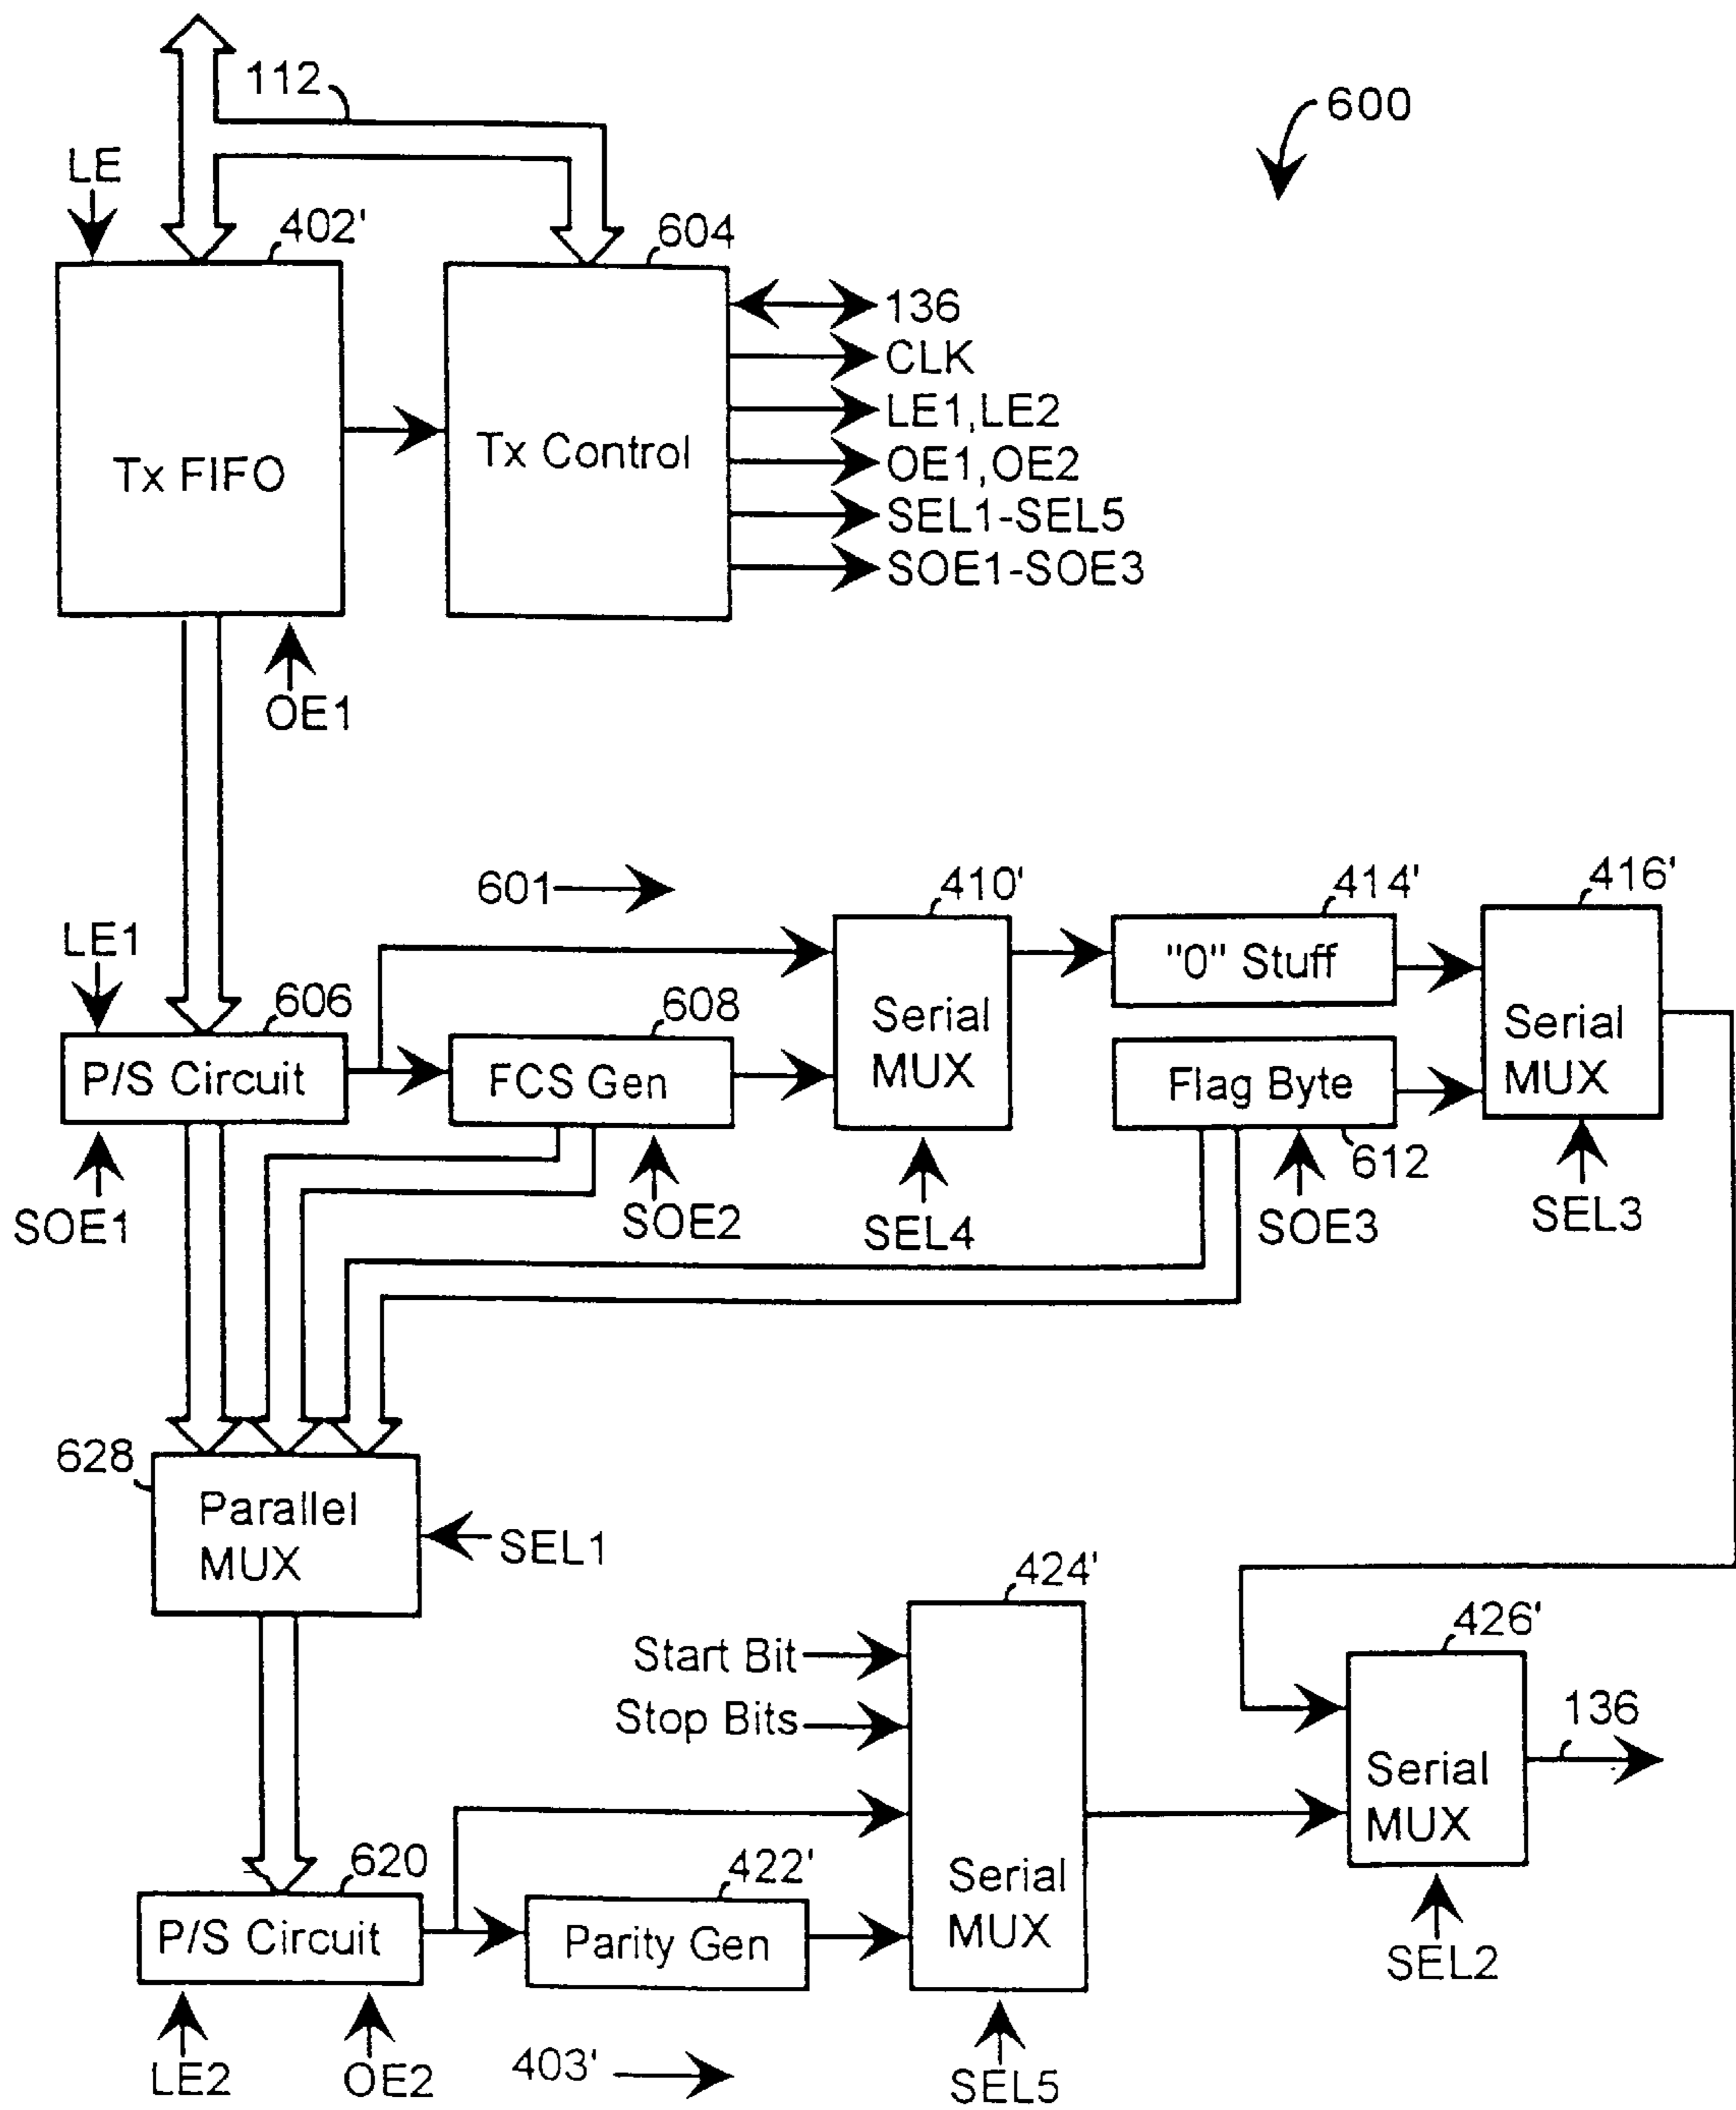 112
600
LE
402'
604
136
CLK
LE1,LE2
OE1,OE2
SEL1-SEL5
SOE1-SOE3
Tx FIFO
Tx Control
OE1
601
410'
414'
416'
LE1
606
608
"0" Stuff
Serial
MUX
Serial
MUX
P/S Circuit
FCS Gen
Flag Byte
612
SOE1
SOE2
SEL4
SOE3
SEL3
628
Parallel
MUX
SEL1
424'
426'
Start Bit
Stop Bits
136
Serial
MUX
620
422'
Serial
MUX
P/S Circuit
Parity Gen
SEL2
LE2
OE2
403'
SEL5